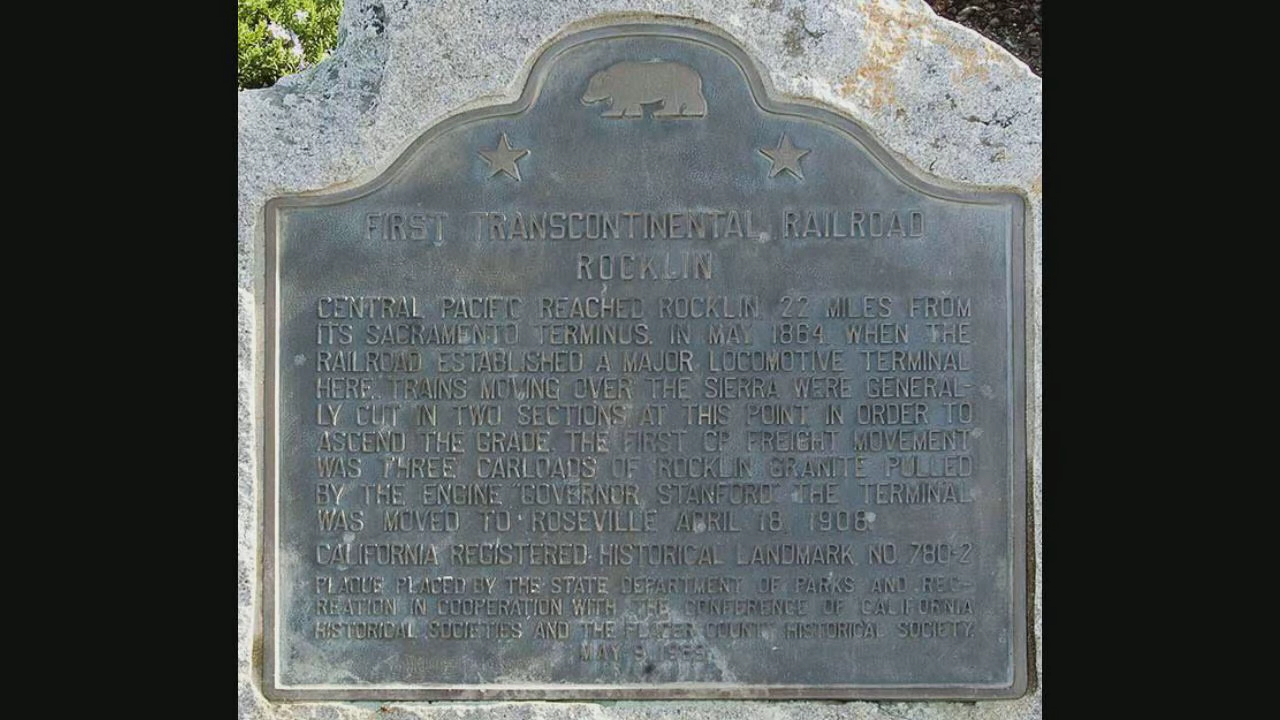 FIRST TRANSCONTINENTAL RAILROAD
ROCKLIN
CENTRAL PACIFIC REACHED ROCKLIN, 22 MILES FROM
ITS SACRAMENTO TERMINUS, IN MAY 1864, WHEN THE
RAILROAD ESTABLISHED A MAJOR LOCOMOTIVE TERMINAL
HERE. TRAINS MOVING OVER THE SIERRA WERE GENERAL-
LY CUT IN TWO SECTIONS AT THIS POINT IN ORDER TO
ASCEND THE GRADE. THE FIRST CP FREIGHT MOVEMENT
WAS THREE CARLOADS OF ROCKLIN GRANITE PULLED
BY THE ENGINE "GOVERNOR STANFORD" THE TERMINAL
WAS MOVED TO ROSEVILLE APRIL 18, 1908.
CALIFORNIA REGISTERED HISTORICAL LANDMARK NO. 780-2
PLAQUE PLACED BY THE STATE DEPARTMENT OF PARKS AND REC-
REATION IN COOPERATION WITH THE CONFERENCE OF CALIFORNIA
HISTORICAL SOCIETIES AND THE PLACER COUNTY HISTORICAL SOCIETY,
MAY 9, 1969